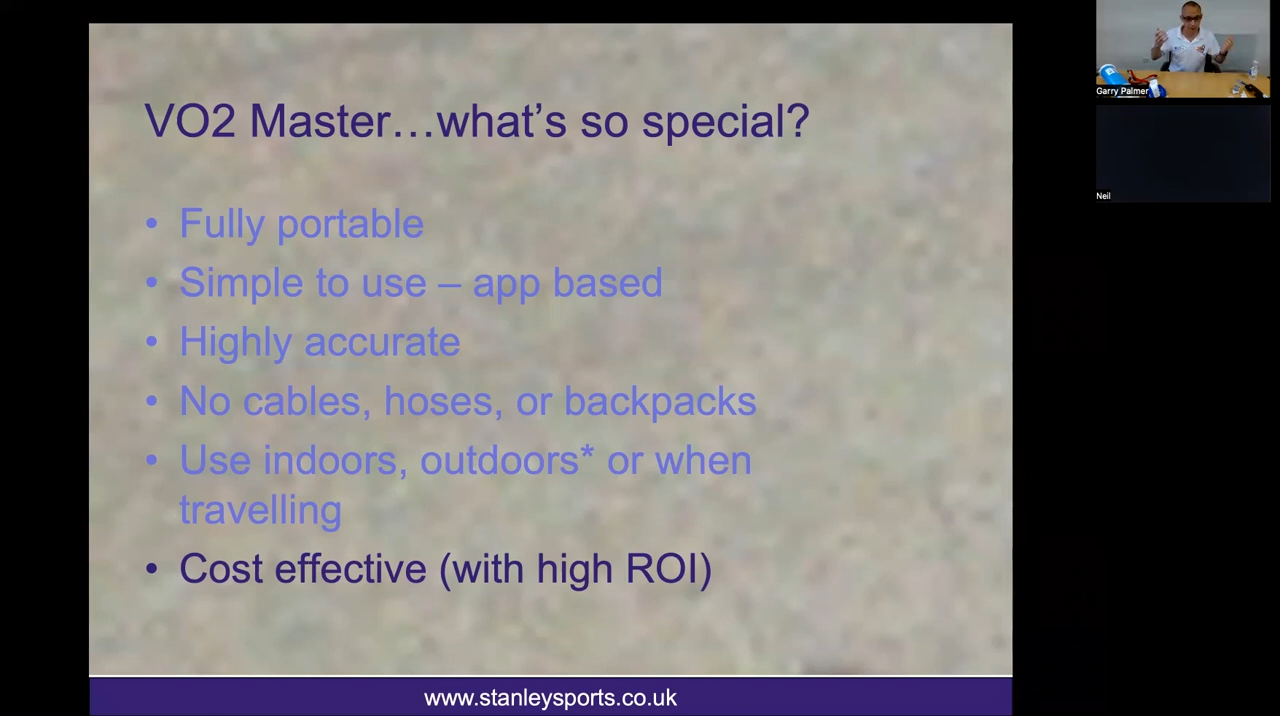 VO2 Master…what’s so special?
• Fully portable
• Simple to use – app based
• Highly accurate
• No cables, hoses, or backpacks
• Use indoors, outdoors* or when
travelling
• Cost effective (with high ROI)
www.stanleysports.co.uk
Garry Palmer
Neil